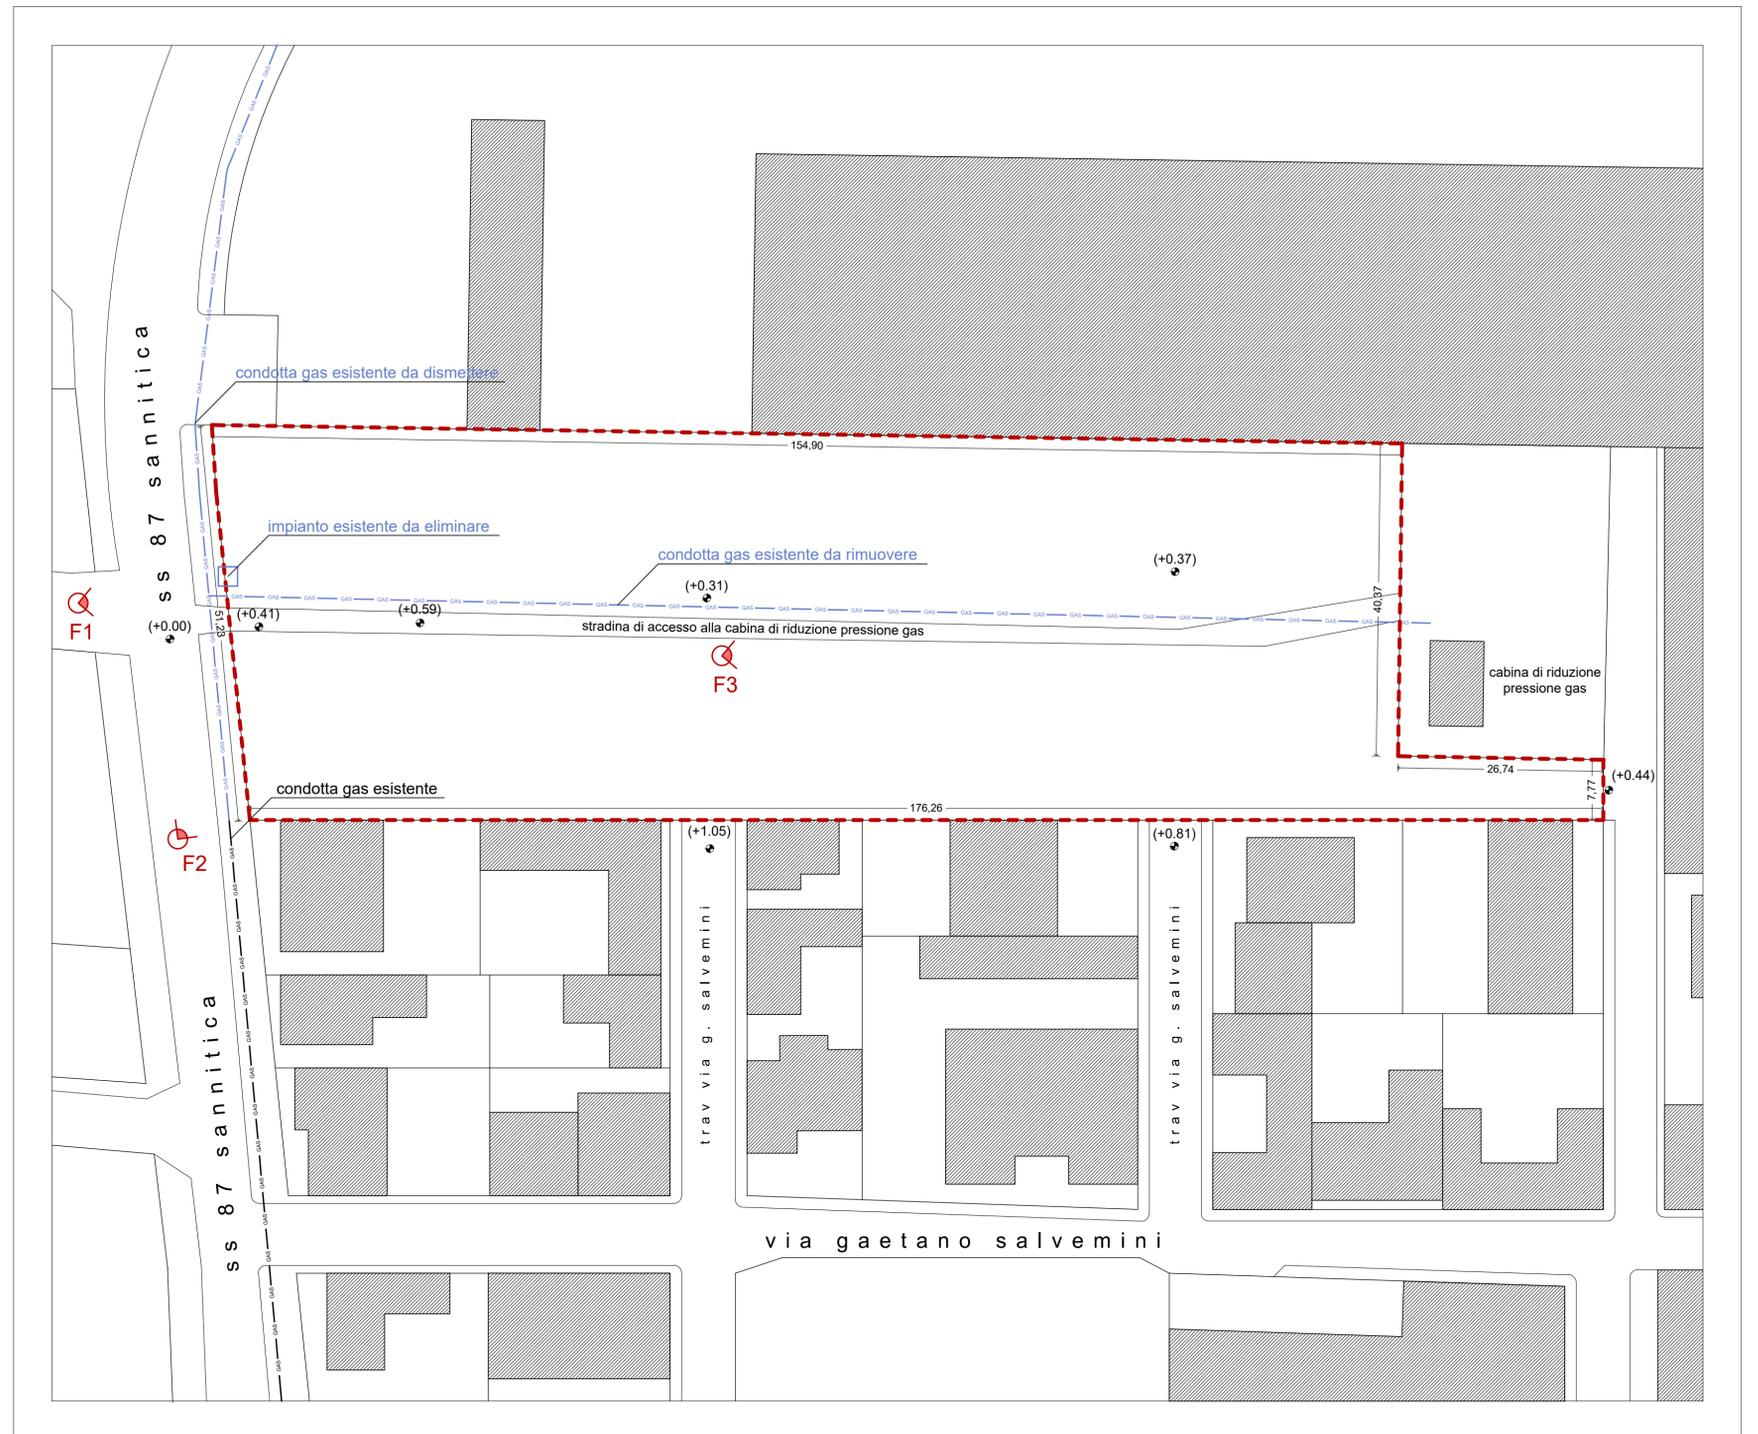 ss 87 sannitica
condotta gas esistente da dismettere
154,90
impianto esistente da eliminare
condotta gas esistente da rimuovere
(+0.37)
(+0.31)
40,37
F1
(+0.00)
51,23
(+0.41)
(+0.59)
stradina di accesso alla cabina di riduzione pressione gas
F3
cabina di riduzione
pressione gas
26,74
(+0.44)
7,77
condotta gas esistente
176,26
F2
(+1.05)
(+0.81)
trav via g. salvemini
trav via g. salvemini
ss 87 sannitica
via gaetano salvemini
GAS